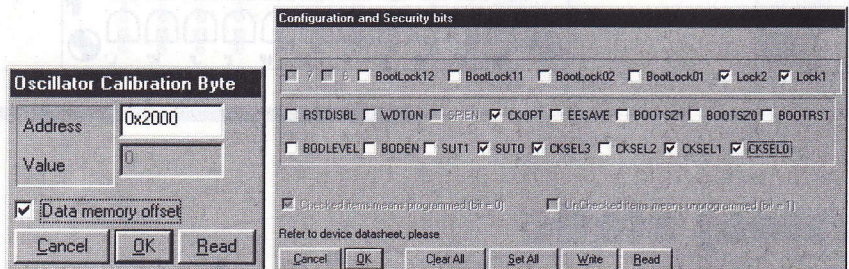 Oscillator Calibration Byte
Address
0x2000
Value
0
Data memory offset
Cancel OK Read
Configuration and Security bits
7 6 BootLock12 BootLock11 BootLock02 BootLock01 Lock2 Lock1
RSTDISBL WDTON SPIEN CKOPT EESAVE BOOTSZ1 BOOTSZ0 BOOTRST
BODLEVEL BODEN SUT1 SUT0 CKSEL3 CKSEL2 CKSEL1 CKSEL0
Checked items means programmed (bit = 0) UnChecked items means unprogrammed (bit = 1)
Refer to device datasheet, please
Cancel OK Clear All Set All Write Read